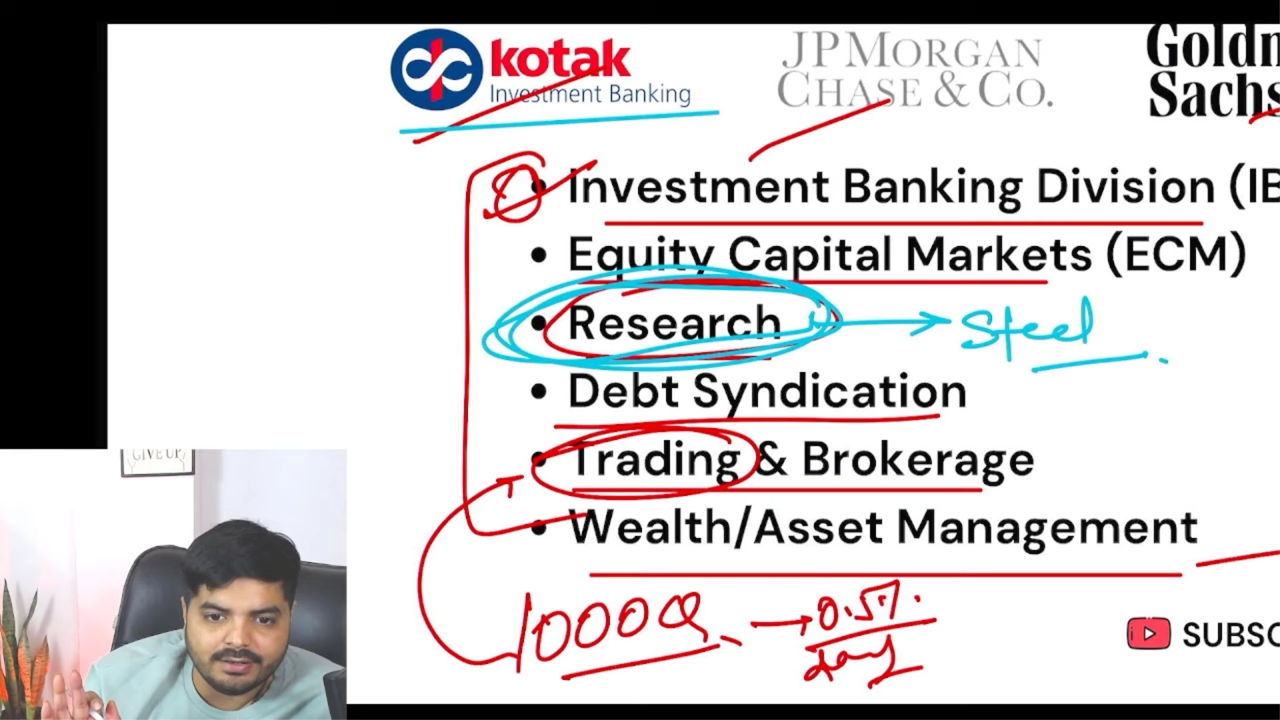 kotak
Investment Banking
JPMORGAN
CHASE & CO.
Goldm
Sachs
• Investment Banking Division (IB
• Equity Capital Markets (ECM)
• Research → Steel
• Debt Syndication
• Trading & Brokerage
• Wealth/Asset Management
→ 0.5%
day
SUBSC
GIVE UP